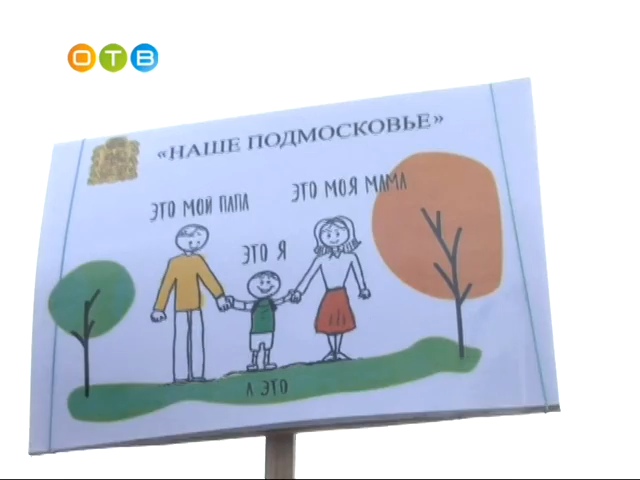 ОТВ
«НАШЕ ПОДМОСКОВЬЕ»
ЭТО МОЙ ПАПА
ЭТО МОЯ МАМА
ЭТО Я
А ЭТО